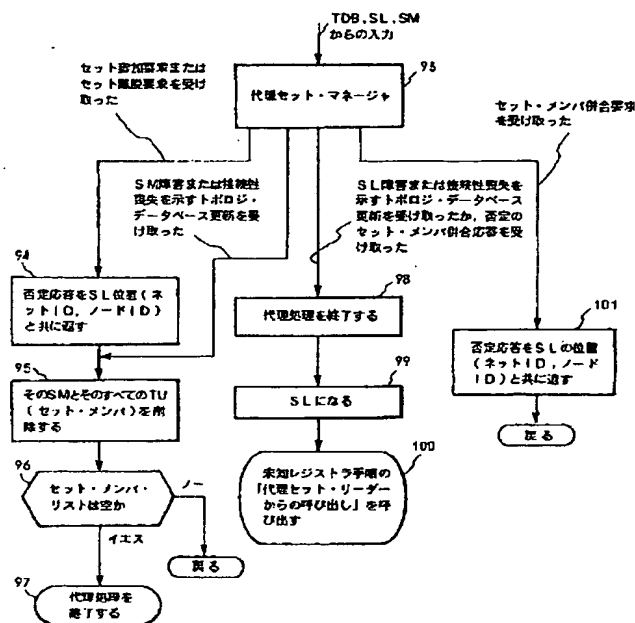 TDB,SL,SM
からの入力
93
代理セット・マネージャ
セット参加要求または
セット離脱要求を受け
取った
SM障害または接続性
喪失を示すトポロジ・
データベース更新を受
け取った
SL障害または接続性喪失を
示すトポロジ・データベース
更新を受け取ったか,否定の
セット・メンバ併合応答を受
け取った
セット・メンバ併合要求
を受け取った
94
否定応答をSL位置(ネ
ットID,ノードID)
と共に返す
95
そのSMとそのすべてのTU
(セット・メンバ)を削
除する
96
セット・メンバ・
リストは空か
ノー
イエス
戻る
97
代理処理を
終了する
98
代理処理を終了する
99
SLになる
100
未知レジストラ手順の
「代理セット・リーダー
からの呼び出し」を呼
び出す
101
否定応答をSLの位置
(ネットID,ノード
ID)と共に返す
戻る